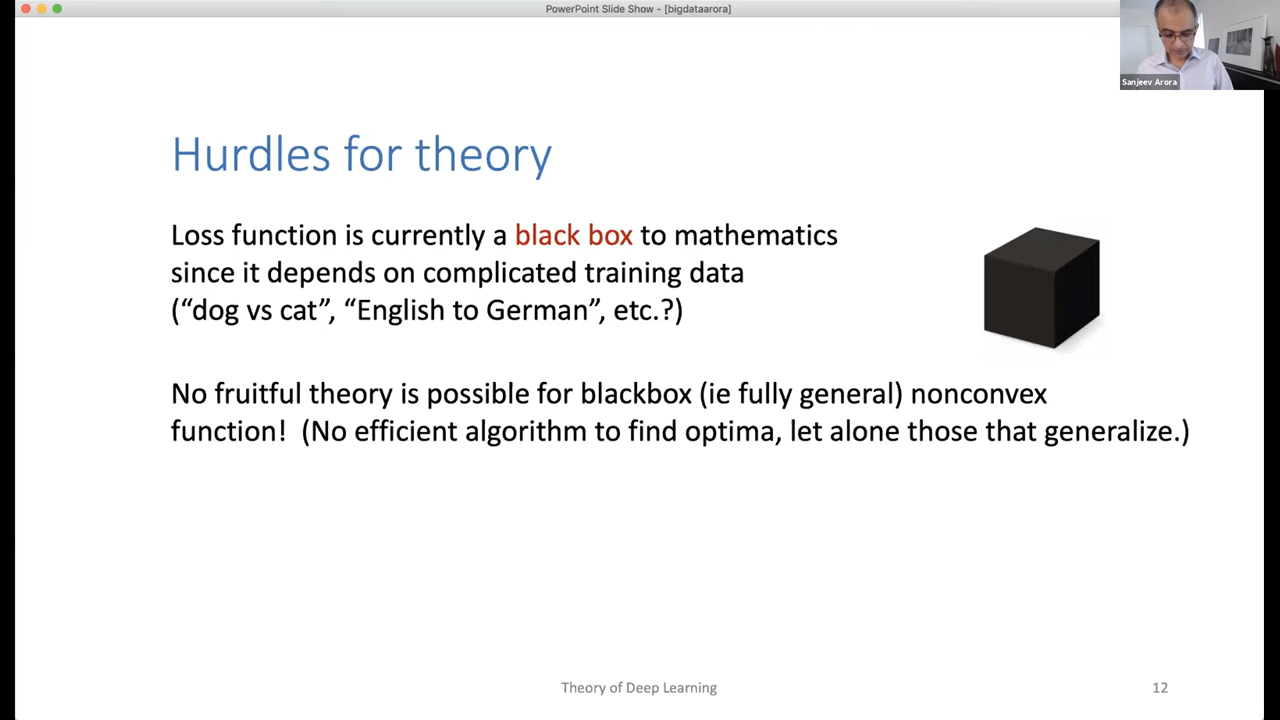 PowerPoint Slide Show - [bigdataarora]
Sanjeev Arora
Hurdles for theory
Loss function is currently a black box to mathematics
since it depends on complicated training data
(“dog vs cat”, “English to German”, etc.?)
No fruitful theory is possible for blackbox (ie fully general) nonconvex
function!  (No efficient algorithm to find optima, let alone those that generalize.)
Theory of Deep Learning
12